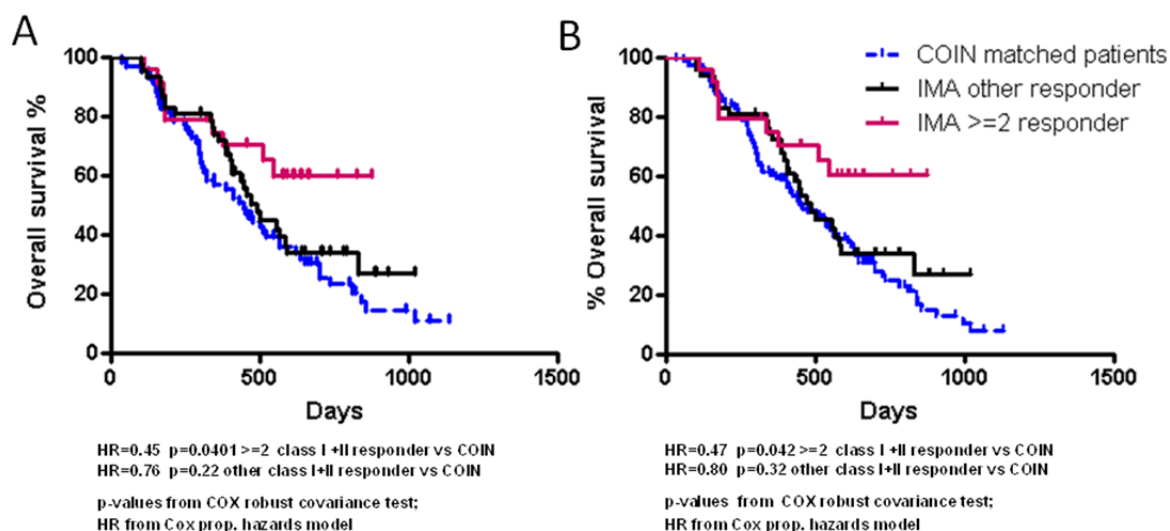 A
Overall survival %
100
80
60
40
20
0
0 500 1000 1500
Days
HR=0.45 p=0.0401 >=2 class I +II responder vs COIN
HR=0.76 p=0.22 other class I+II responder vs COIN
p-values from COX robust covariance test;
HR from Cox prop. hazards model
B
COIN matched patients
IMA other responder
IMA >=2 responder
% Overall survival
100
80
60
40
20
0
0 500 1000 1500
Days
HR=0.47 p=0.042 >=2 class I +II responder vs COIN
HR=0.80 p=0.32 other class I+II responder vs COIN
p-values from COX robust covariance test;
HR from Cox prop. hazards model